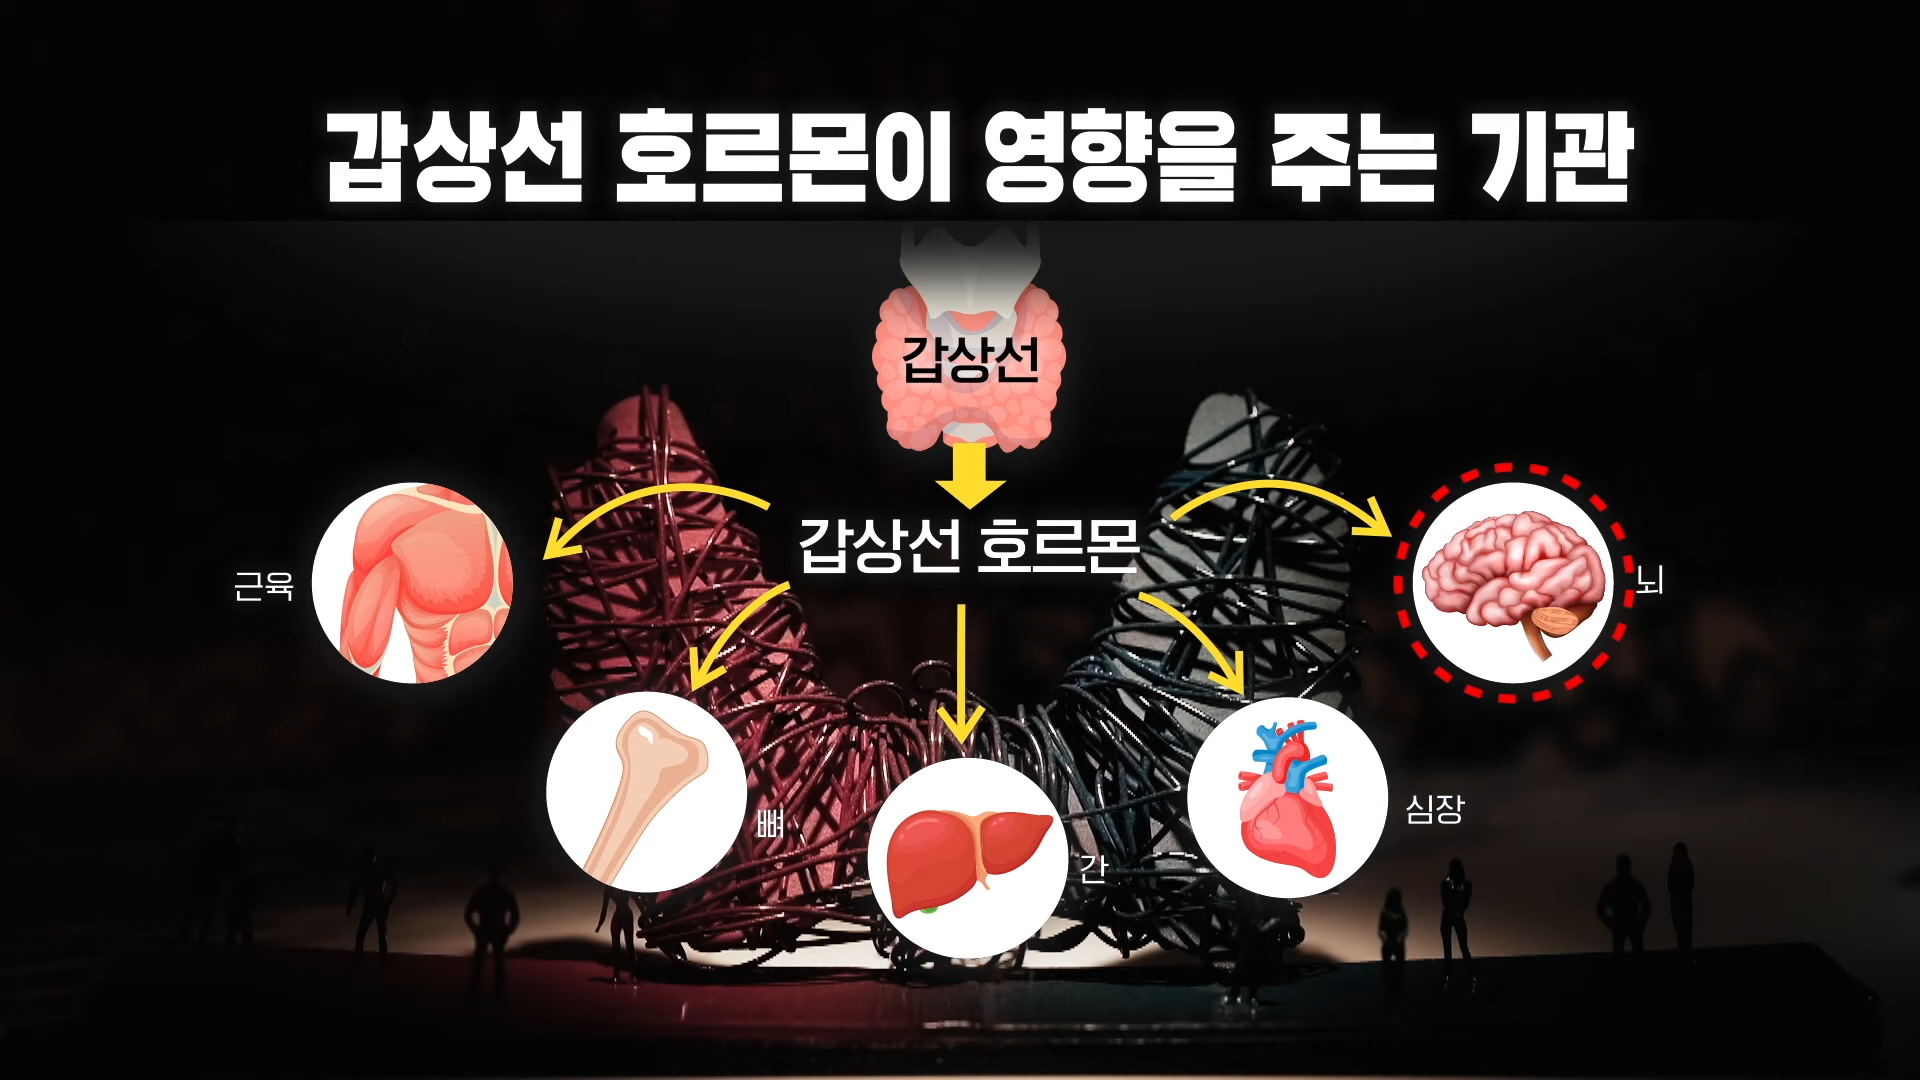 갑상선 호르몬이 영향을 주는 기관
갑상선
갑상선 호르몬
근육
뇌
뼈
심장
간